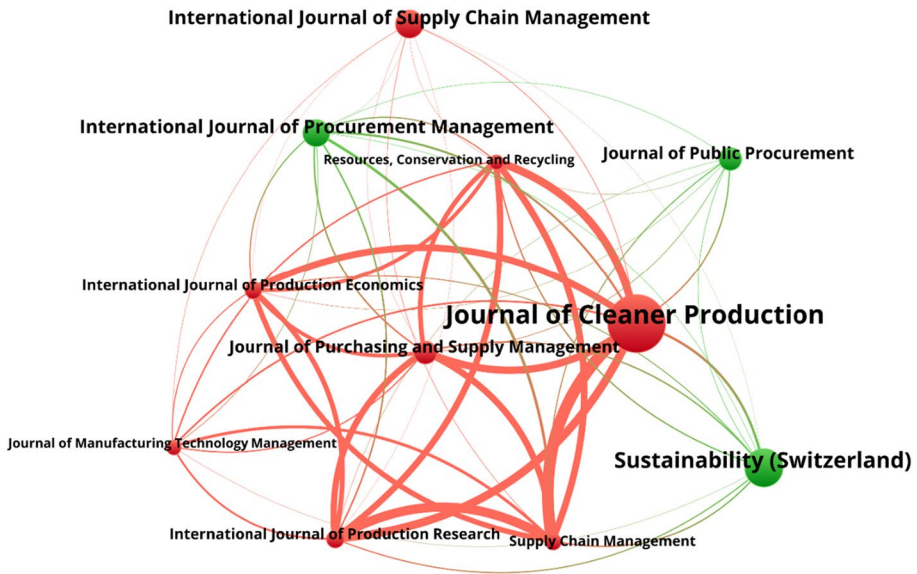 International Journal of Supply Chain Management
International Journal of Procurement Management
Journal of Public Procurement
Resources, Conservation and Recycling
International Journal of Production Economics
Journal of Cleaner Production
Journal of Purchasing and Supply Management
Journal of Manufacturing Technology Management
Sustainability (Switzerland)
International Journal of Production Research
Supply Chain Management